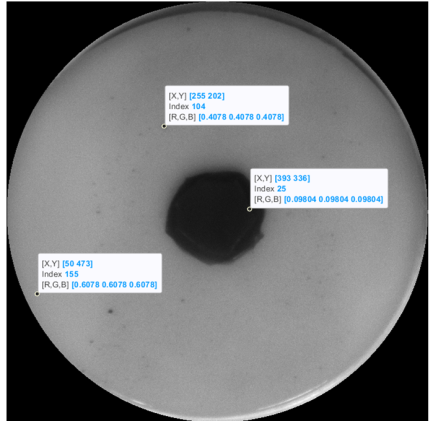 [X,Y] [255 202]
Index 104
[R,G,B] [0.4078 0.4078 0.4078]
[X,Y] [393 336]
Index 25
[R,G,B] [0.09804 0.09804 0.09804]
[X,Y] [50 473]
Index 155
[R,G,B] [0.6078 0.6078 0.6078]